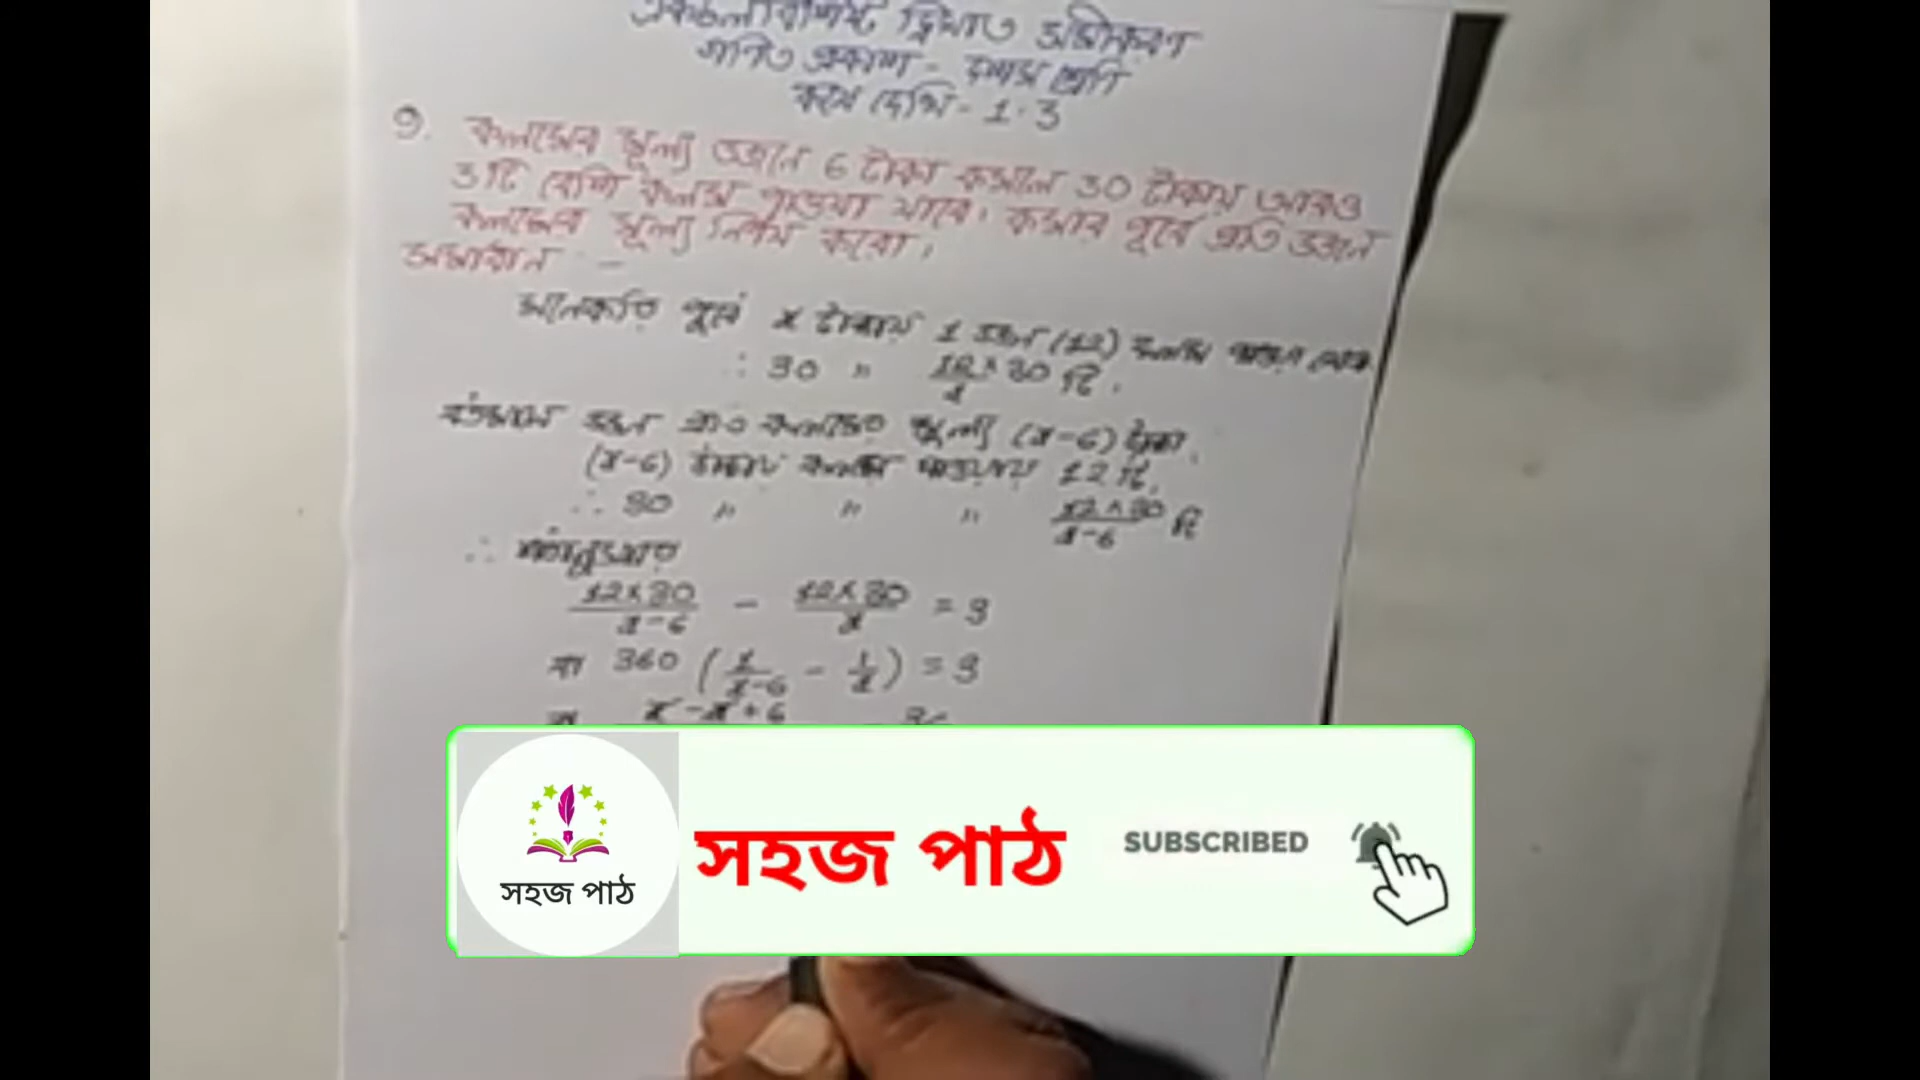 একচলবিশিষ্ট দ্বিঘাত সমীকরণ
গণিত প্রকাশ - দশম শ্রেণি
কষে দেখি - 1.3
9. কলমের মূল্য ডজনে 6 টাকা কমলে 30 টাকায় আরও
3টি বেশি কলম পাওয়া যাবে। কমার পূর্বে প্রতি ডজন
কলমের মূল্য নির্ণয় করো।
সমাধান –
মনেকরি পূর্বে x টাকায় 1 ডজন (12) কলম পাওয়া যেত
∴ 30 " 12/x × 30 টি.
বর্তমানে ডজন প্রতি কলমের মূল্য (x-6) টাকা.
(x-6) টাকায় কলম পাওয়া যায় 12 টি.
∴ 30 " " " 12×30/x-6 টি
∴ শর্তানুসারে
12×30/x-6 - 12×30/x = 3
বা 360 (1/x-6 - 1/x) = 3
বা x-x+6
সহজ পাঠ
সহজ পাঠ
SUBSCRIBED